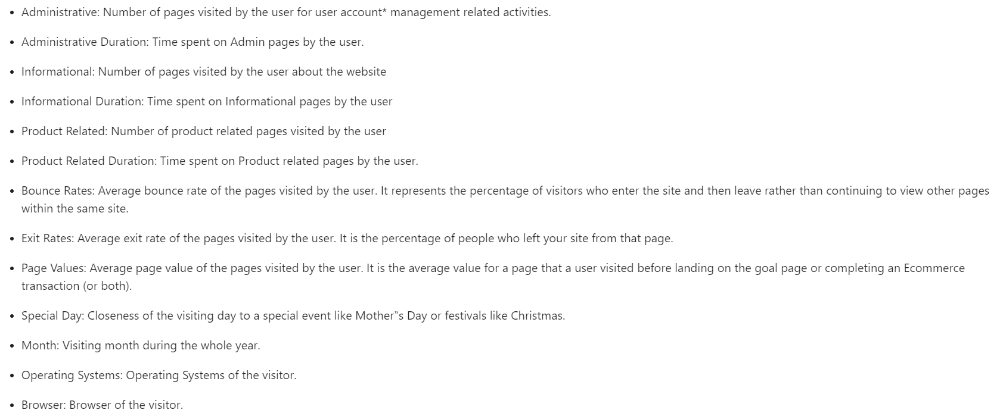 • Administrative: Number of pages visited by the user for user account* management related activities.
• Administrative Duration: Time spent on Admin pages by the user.
• Informational: Number of pages visited by the user about the website
• Informational Duration: Time spent on Informational pages by the user
• Product Related: Number of product related pages visited by the user
• Product Related Duration: Time spent on Product related pages by the user.
• Bounce Rates: Average bounce rate of the pages visited by the user. It represents the percentage of visitors who enter the site and then leave rather than continuing to view other pages
within the same site.
• Exit Rates: Average exit rate of the pages visited by the user. It is the percentage of people who left your site from that page.
• Page Values: Average page value of the pages visited by the user. It is the average value for a page that a user visited before landing on the goal page or completing an Ecommerce
transaction (or both).
• Special Day: Closeness of the visiting day to a special event like Mother‟s Day or festivals like Christmas.
• Month: Visiting month during the whole year.
• Operating Systems: Operating Systems of the visitor.
• Browser: Browser of the visitor.